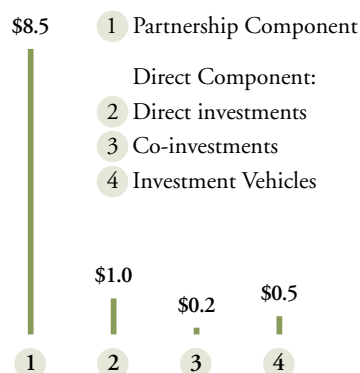 $8.5
1 Partnership Component
Direct Component:
2 Direct investments
3 Co-investments
4 Investment Vehicles
$1.0
$0.2
$0.5
1 2 3 4